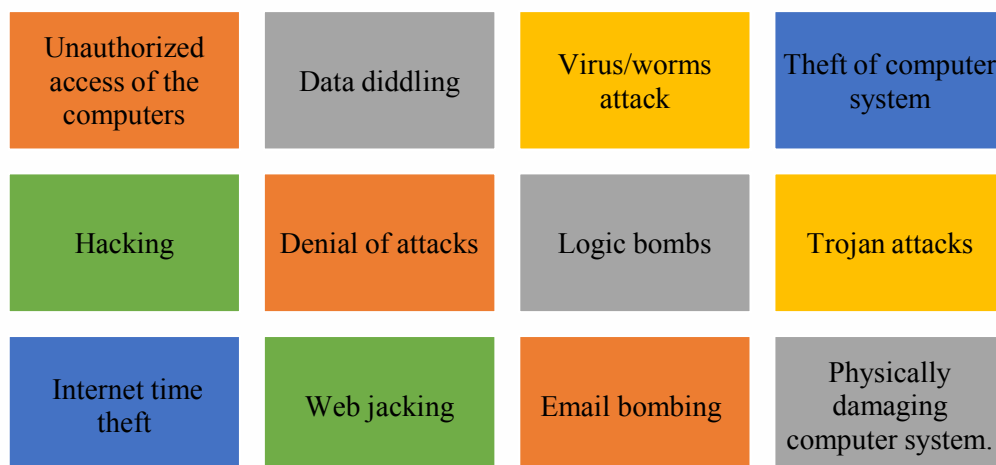 Unauthorized
access of the
computers
Data diddling
Virus/worms
attack
Theft of computer
system
Hacking
Denial of attacks
Logic bombs
Trojan attacks
Internet time
theft
Web jacking
Email bombing
Physically
damaging
computer system.